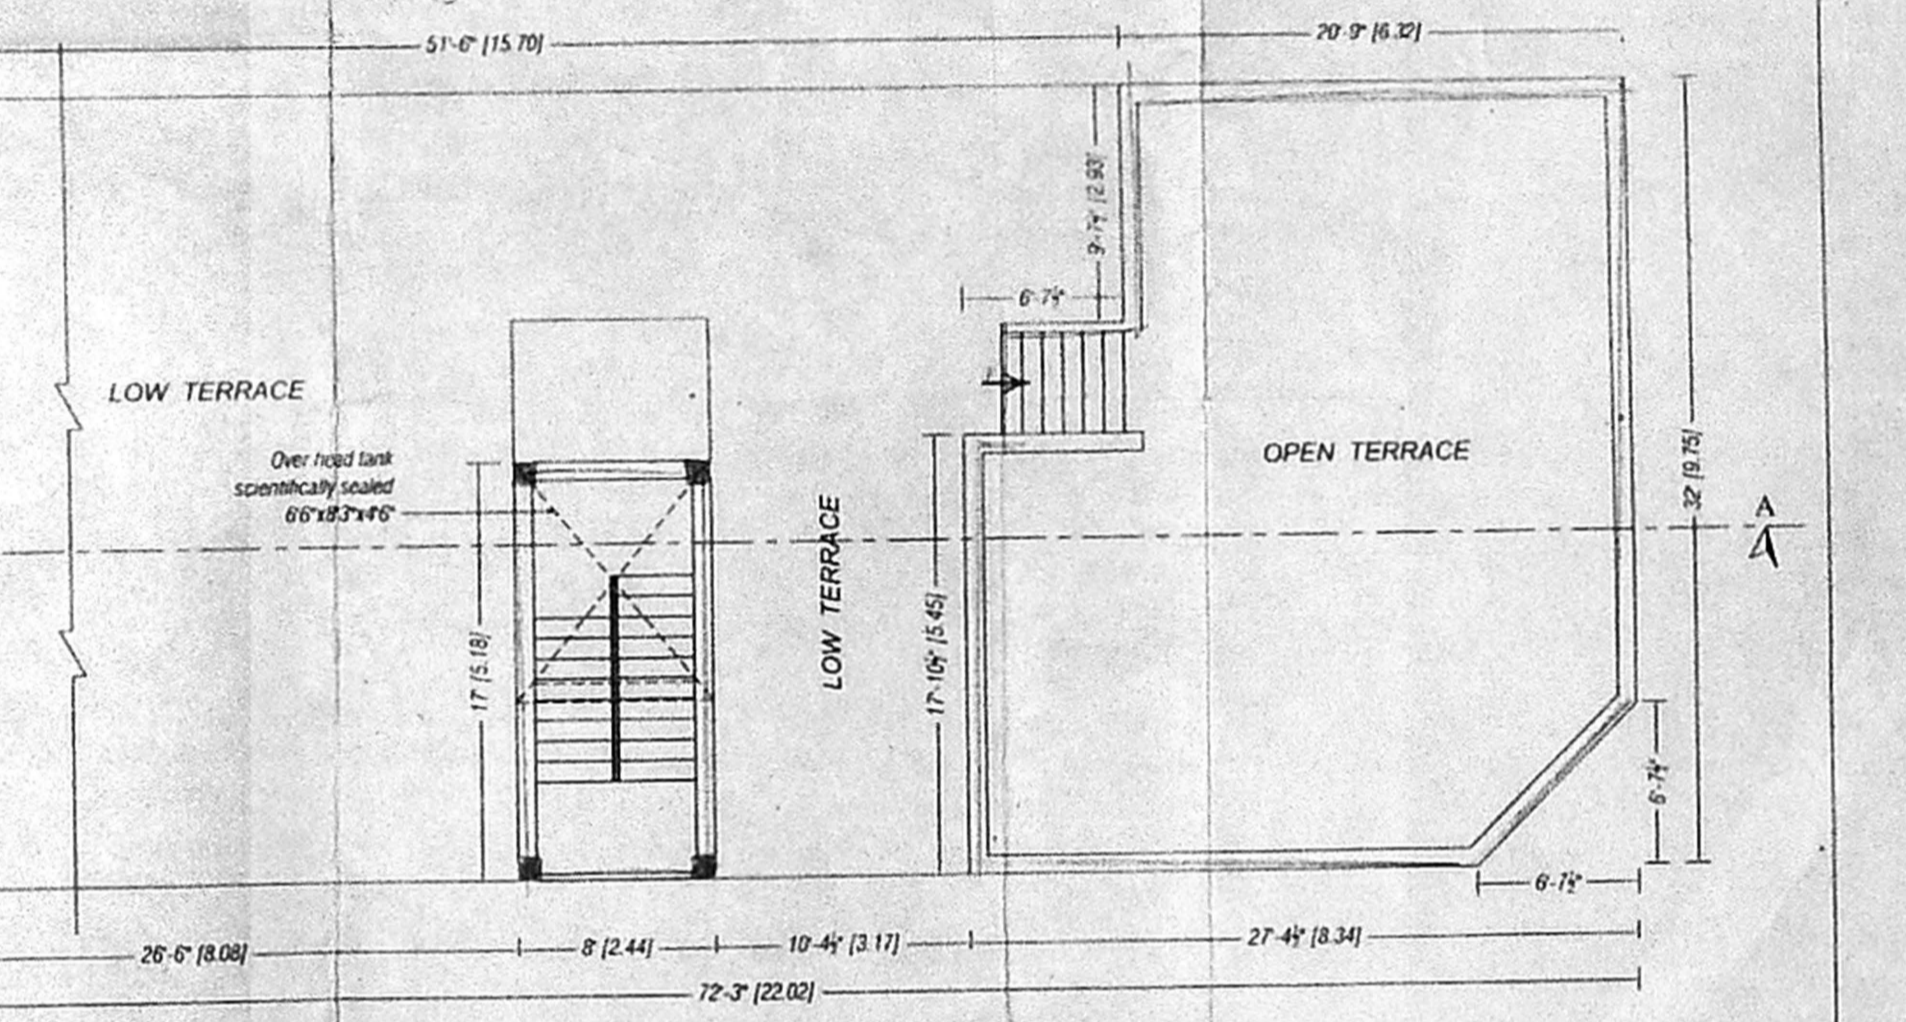 51'-6" [15.70]
20'-9" [6.32]
9'-7½" [2.93]
6'-7½"
LOW TERRACE
Over head tank
scientifically sealed
6'6"x8'3"x4'6"
OPEN TERRACE
LOW TERRACE
32' [9.75]
A
17' [5.18]
17'-10½" [5.45]
6'-7½"
6'-7½"
26'-6" [8.08]
8' [2.44]
10'-4½" [3.17]
27'-4½" [8.34]
72'-3" [22.02]